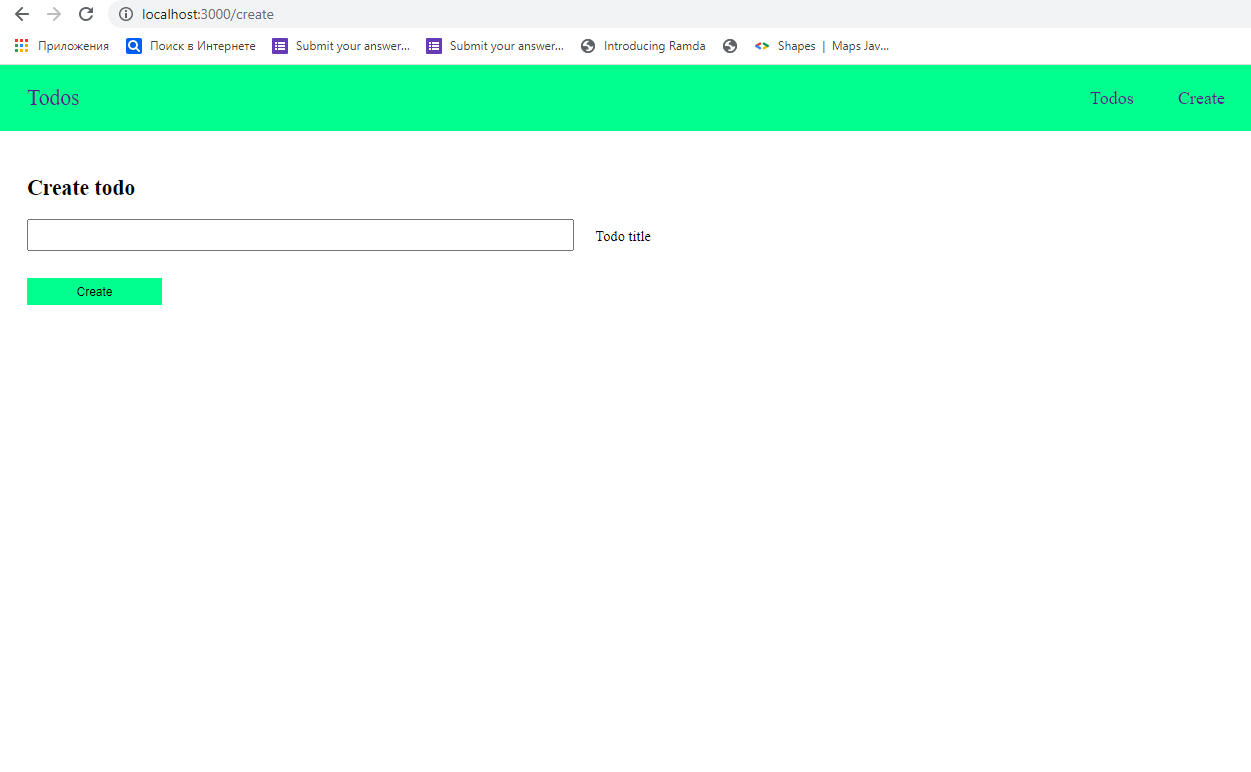 localhost:3000/create
Приложения Поиск в Интернете Submit your answer... Submit your answer... Introducing Ramda Shapes | Maps Jav...
Todos Todos Create
Create todo
Todo title
Create